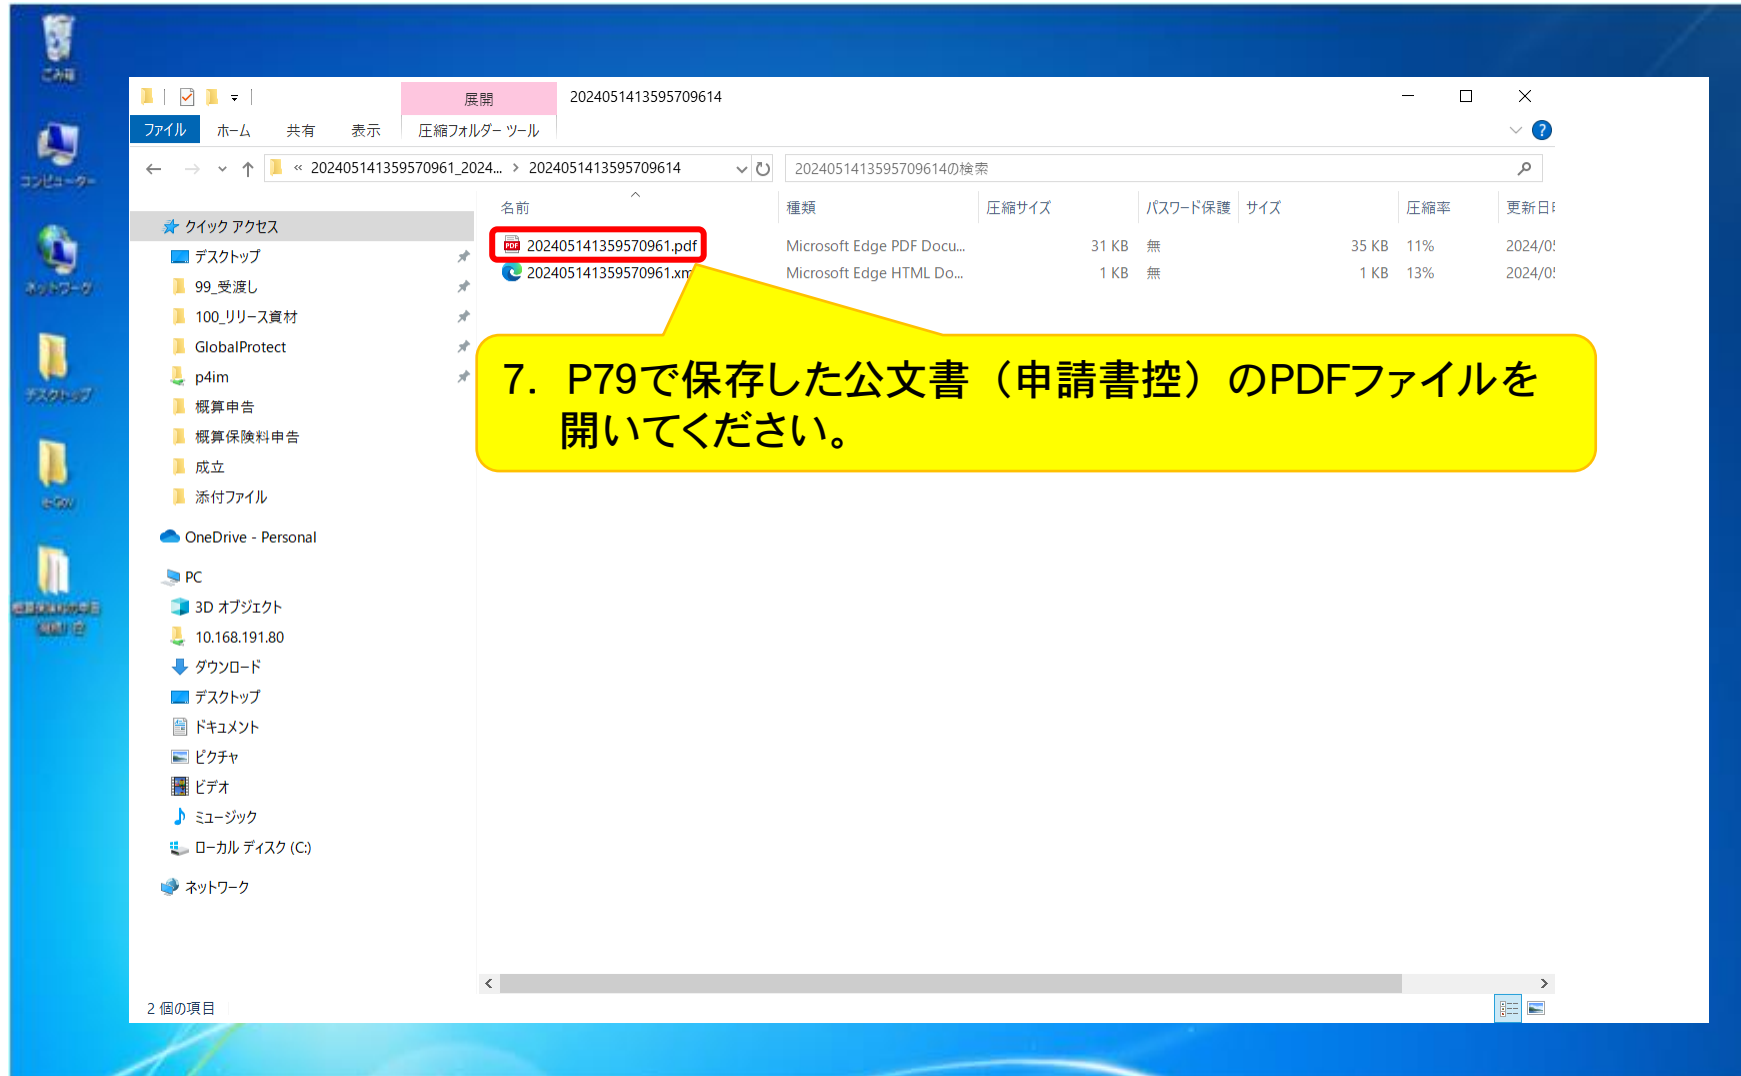 ごみ箱
コンピューター
ネットワーク
デスクトップ
e-Gov
展開
2024051413595709614
ファイル
ホーム
共有
表示
圧縮フォルダー ツール
?
« 202405141359570961_2024... > 2024051413595709614
2024051413595709614の検索
名前
種類
圧縮サイズ
パスワード保護
サイズ
圧縮率
更新日
202405141359570961.pdf
Microsoft Edge PDF Docu...
31 KB
無
35 KB
11%
2024/0
202405141359570961.xm
Microsoft Edge HTML Do...
1 KB
無
1 KB
13%
2024/0
7. P79で保存した公文書（申請書控）のPDFファイルを
開いてください。
クイック アクセス
デスクトップ
99_受渡し
100_リリース資材
GlobalProtect
p4im
概算申告
概算保険料申告
成立
添付ファイル
OneDrive - Personal
PC
3D オブジェクト
10.168.191.80
ダウンロード
デスクトップ
ドキュメント
ピクチャ
ビデオ
ミュージック
ローカル ディスク (C:)
ネットワーク
2 個の項目